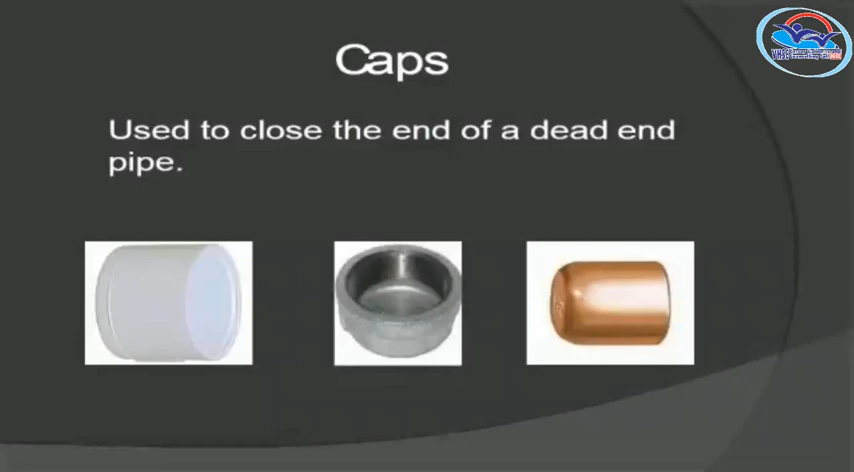 Caps
Used to close the end of a dead end
pipe.